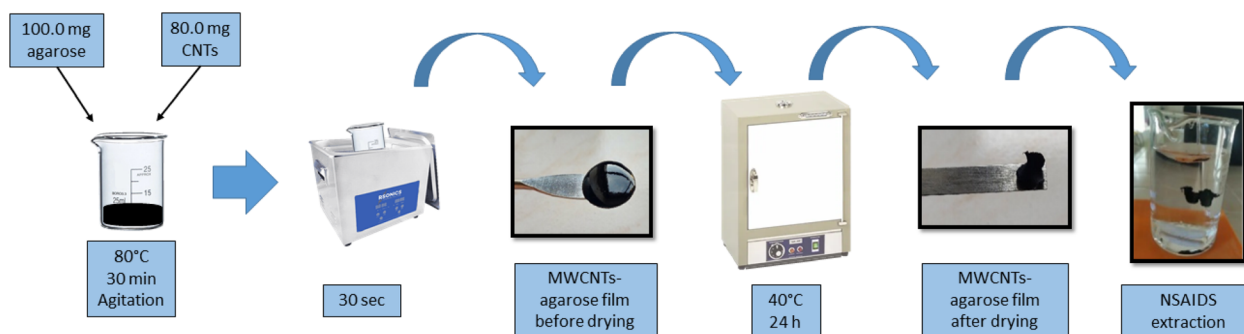 100.0 mg
agarose
80.0 mg
CNTs
25
15
25ml
80°C
30 min
Agitation
30 sec
MWCNTs-
agarose film
before drying
40°C
24 h
MWCNTs-
agarose film
after drying
NSAIDS
extraction